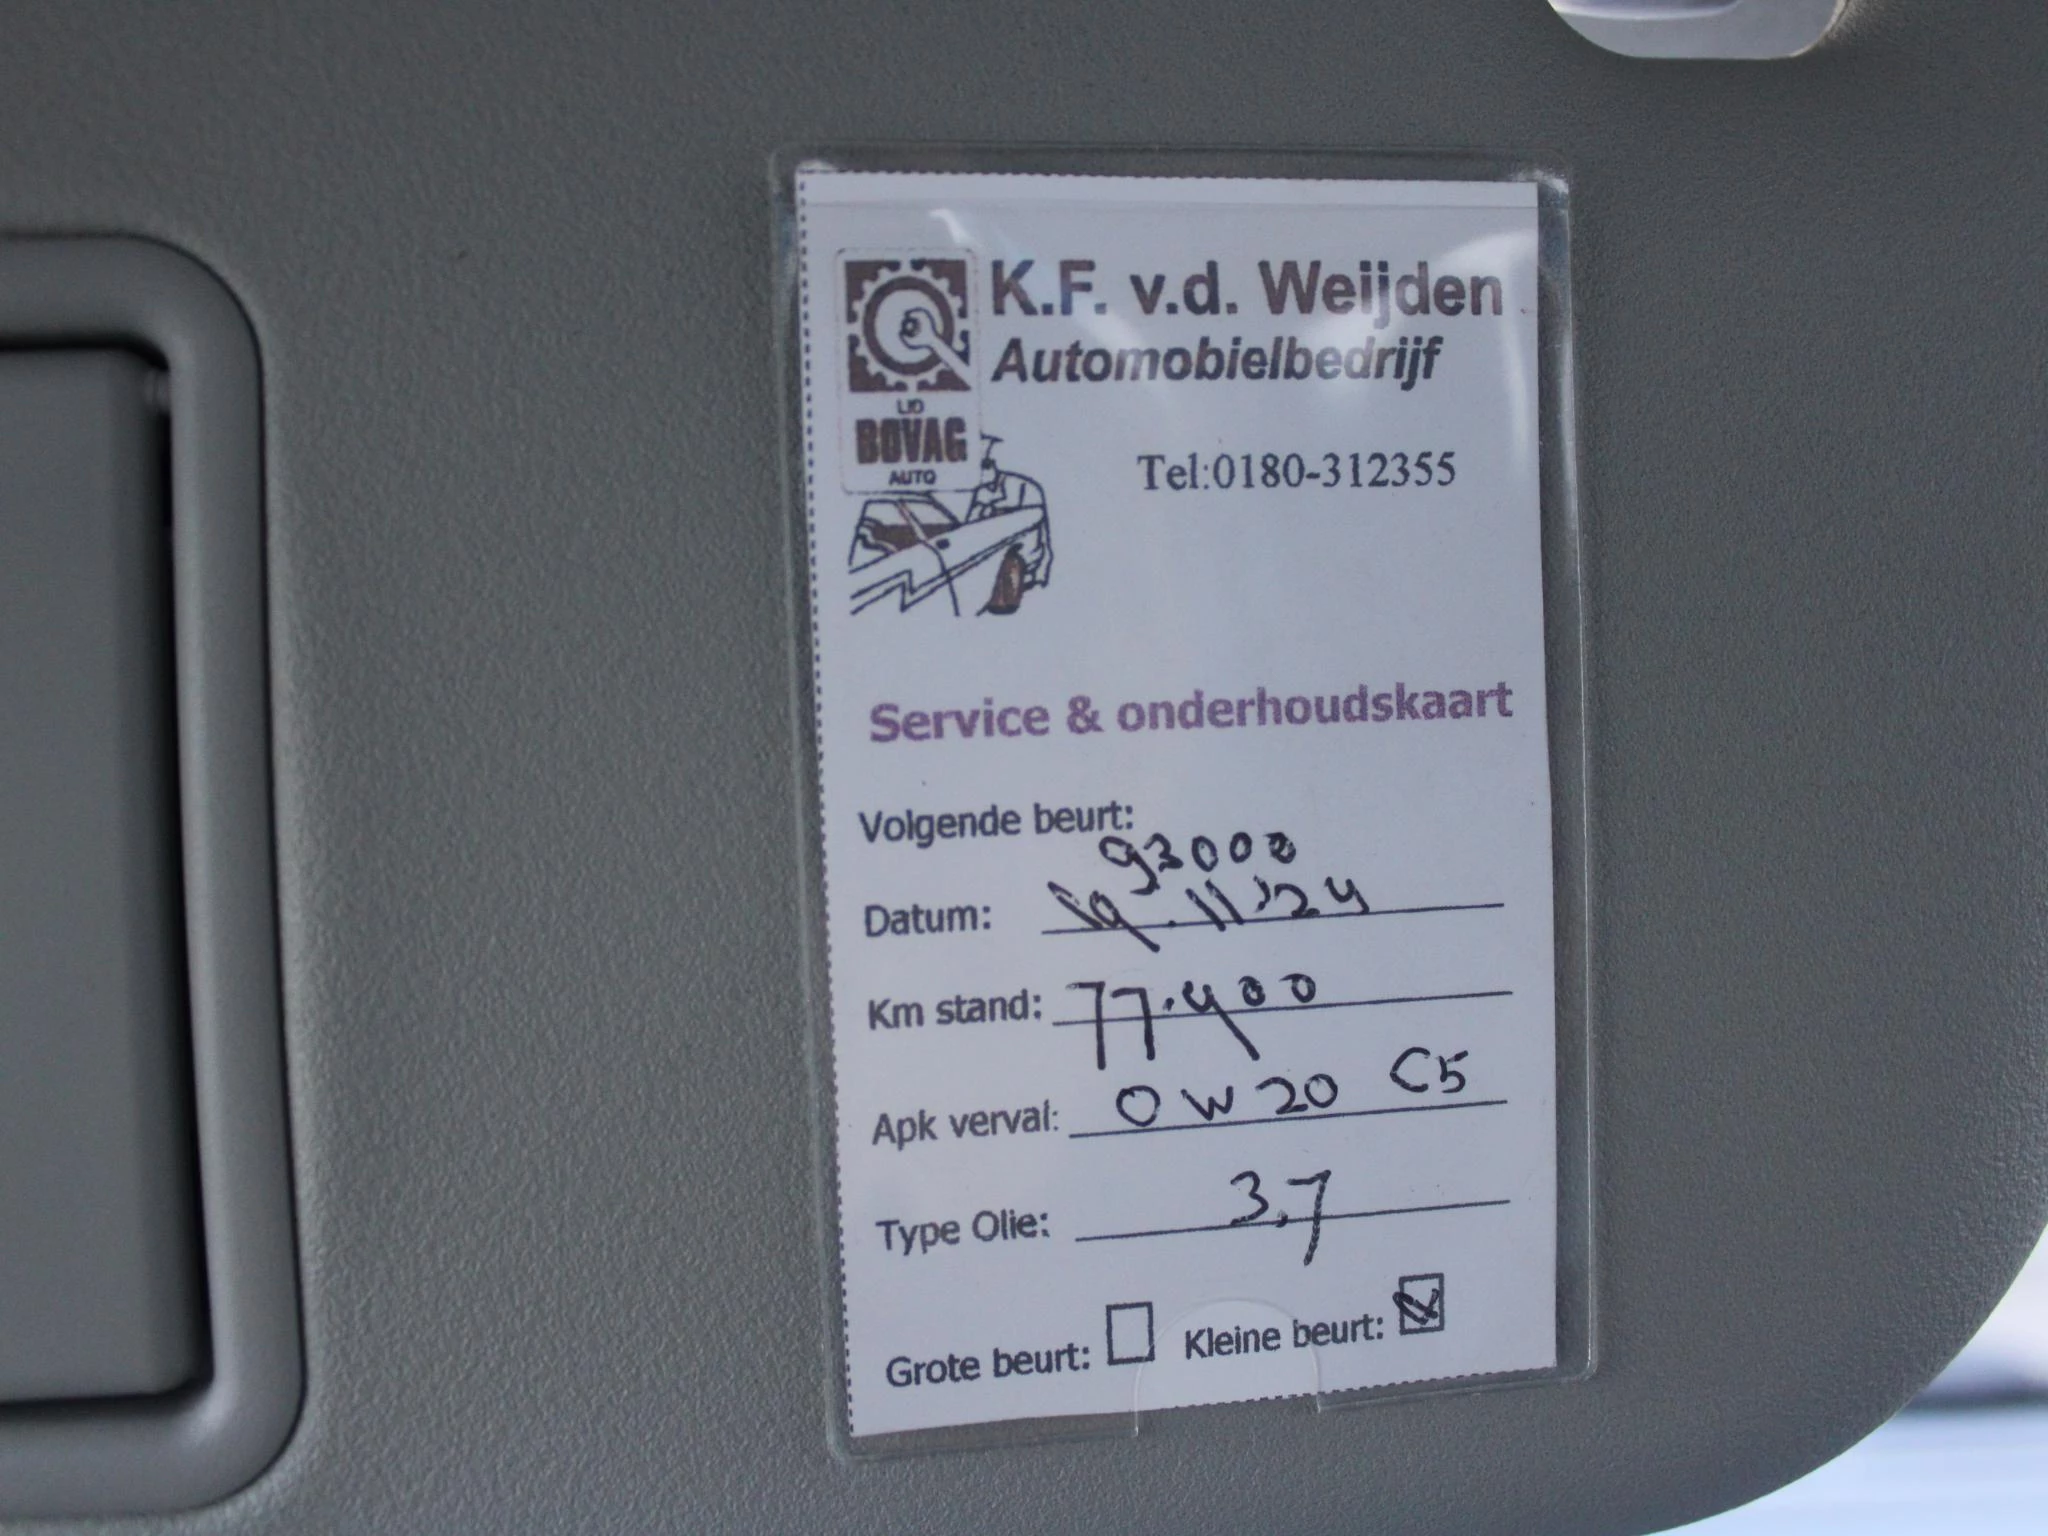 K.F. v.d. Weijden
Automobielbedrijf
LID
BOVAG
AUTO
Tel:0180-312355
Service & onderhoudskaart
Volgende beurt:
93000
Datum: 19.11'24
Km stand: 77.400
Apk verval: 0W20 C5
Type Olie: 3,7
Grote beurt: Kleine beurt: